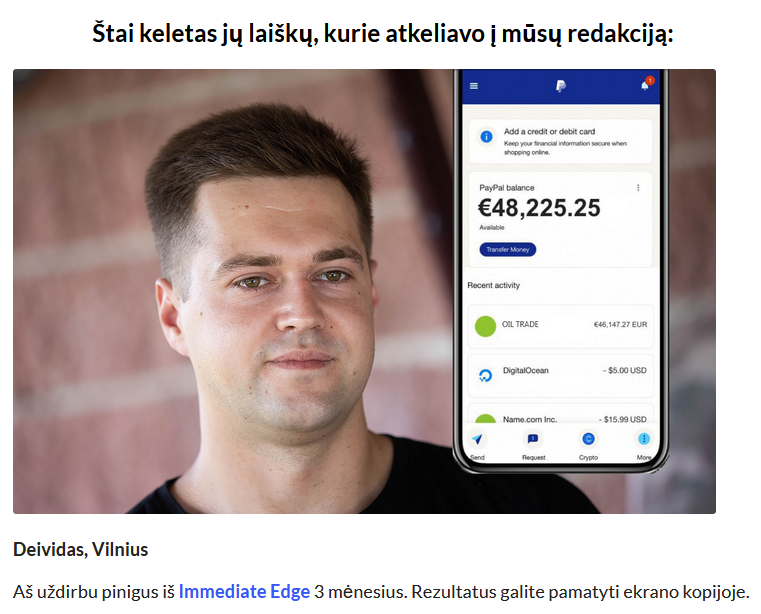 Štai keletas jų laiškų, kurie atkeliavo į mūsų redakciją:
1
Add a credit or debit card
Keep your financial information secure when
shopping online.
PayPal balance
€48,225.25
Available
Transfer Money
Recent activity
OIL TRADE €46,147.27 EUR
DigitalOcean - $5.00 USD
Name.com Inc. - $15.99 USD
Send Request Crypto More
Deividas, Vilnius
Aš uždirbu pinigus iš Immediate Edge 3 mėnesius. Rezultatus galite pamatyti ekrano kopijoje.